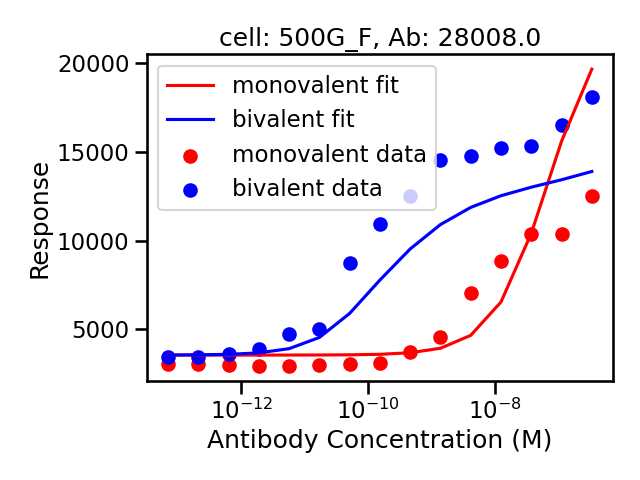 cell: 500G_F, Ab: 28008.0
20000
15000
10000
5000
Response
monovalent fit
bivalent fit
monovalent data
bivalent data
10⁻¹²
10⁻¹⁰
10⁻⁸
Antibody Concentration (M)